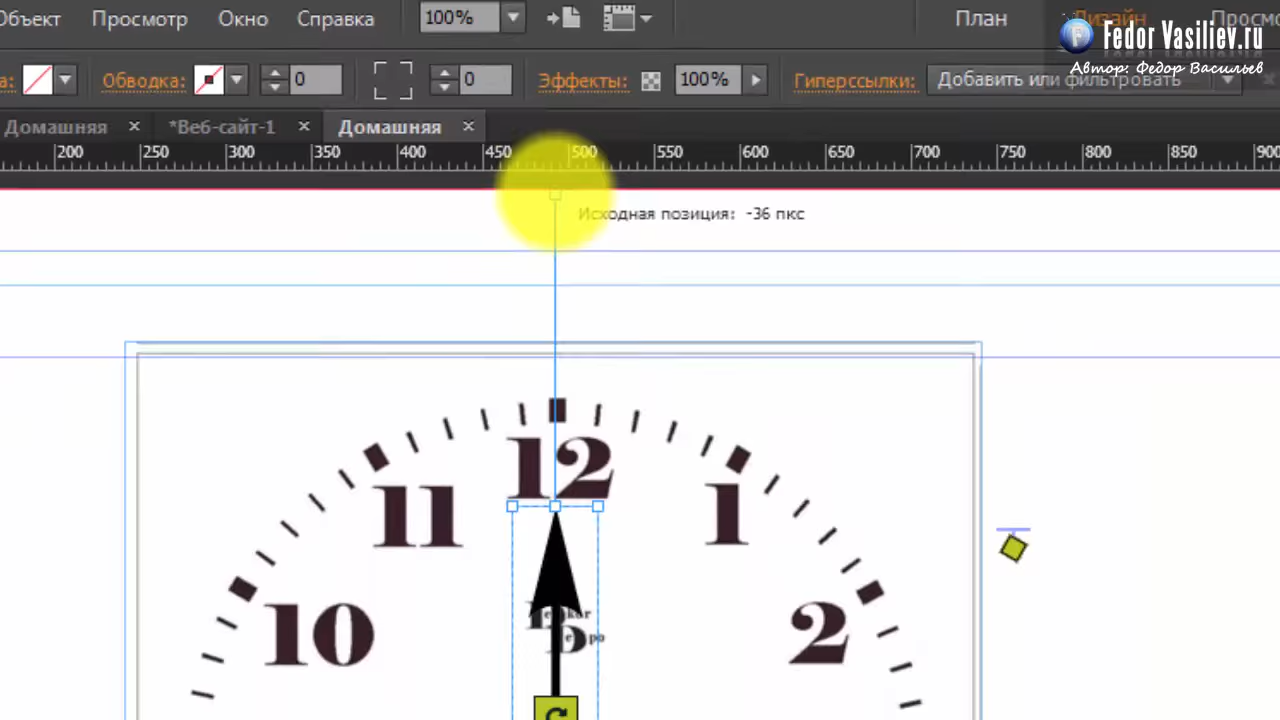 Объект Просмотр Окно Справка 100% План Дизайн Просмо
Fedor Vasiliev.ru
Автор: Федор Васильев
а: Обводка: 0 0 Эффекты: 100% Гиперссылки: Добавить или фильтровать
Домашняя × *Веб-сайт-1 × Домашняя ×
200 250 300 350 400 450 500 550 600 650 700 750 800 850 900
Исходная позиция: -36 пкс
12
11 1
10 2